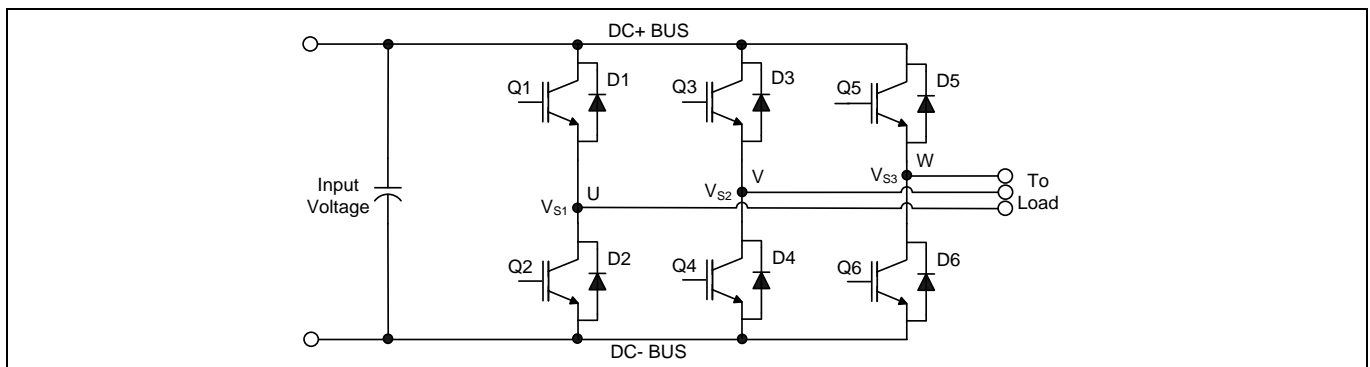 DC+ BUS
Q1
D1
Q3
D3
Q5
D5
Input
Voltage
U
VS1
V
VS2
W
VS3
To
Load
Q2
D2
Q4
D4
Q6
D6
DC- BUS